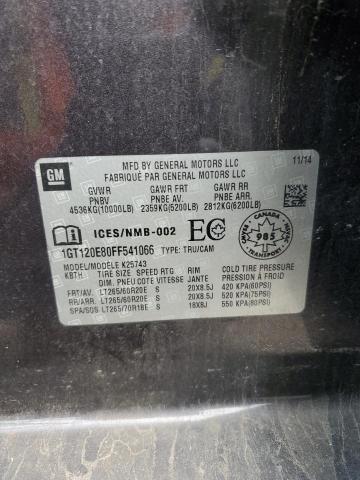 GM
MFD BY GENERAL MOTORS LLC
FABRIQUÉ PAR GENERAL MOTORS LLC
11/14
GVWR GAWR FRT GAWR RR
PNBV PNBE AV. PNBE ARR.
4536KG(10000LB) 2359KG(5200LB) 2812KG(6200LB)
ICES/NMB-002 EC
CANADA
985
1GT120E80FF541066 TYPE: TRU/CAM
MODEL/MODÈLE K25743
KBTH TIRE SIZE SPEED RTG RIM COLD TIRE PRESSURE
DIM. PNEU COTE VITESSE JANTE PRESSION À FROID
FRT/AV. LT265/60R20E S 20X8.5J 420 KPA(60PSI)
RR/ARR. LT265/60R20E S 20X8.5J 520 KPA(75PSI)
SPA/SOS LT265/70R18E S 18X8J 550 KPA(80PSI)